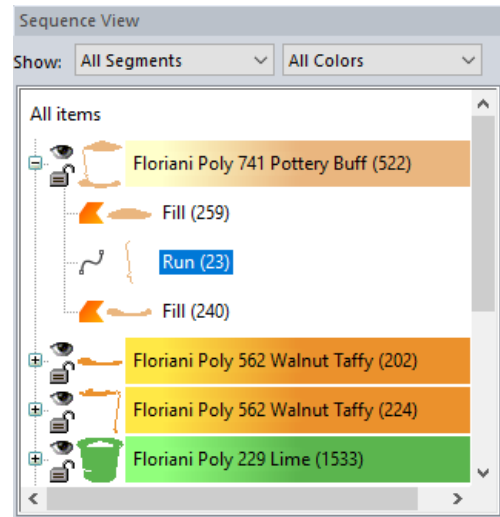 Sequence View
Show: All Segments All Colors
All items
Floriani Poly 741 Pottery Buff (522)
Fill (259)
Run (23)
Fill (240)
Floriani Poly 562 Walnut Taffy (202)
Floriani Poly 562 Walnut Taffy (224)
Floriani Poly 229 Lime (1533)